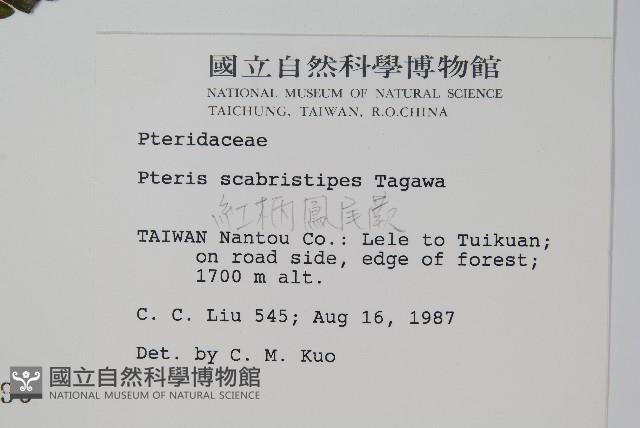 國立自然科學博物館
NATIONAL MUSEUM OF NATURAL SCIENCE
TAICHUNG, TAIWAN, R.O.CHINA
Pteridaceae
Pteris scabristipes Tagawa
紅柄鳳尾蕨
TAIWAN Nantou Co.: Lele to Tuikuan;
on road side, edge of forest;
1700 m alt.
C. C. Liu 545; Aug 16, 1987
Det. by C. M. Kuo
國立自然科學博物館
NATIONAL MUSEUM OF NATURAL SCIENCE